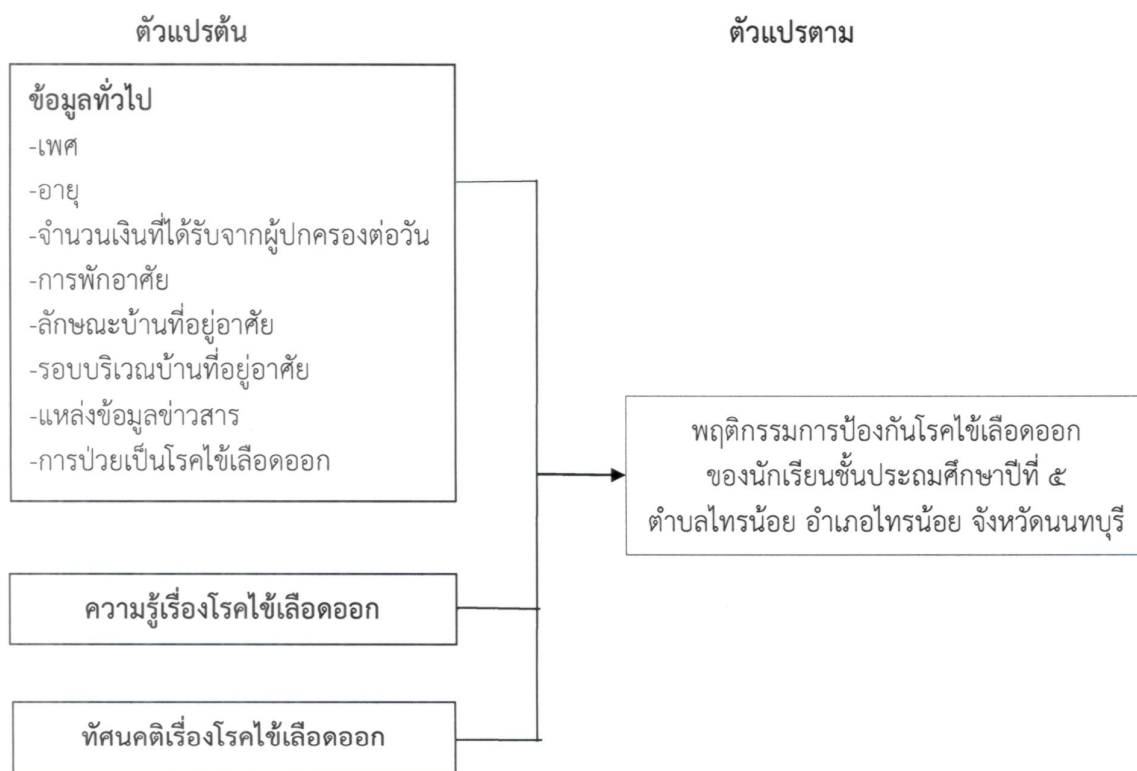 ตัวแปรต้น
ตัวแปรตาม
ข้อมูลทั่วไป
-เพศ
-อายุ
-จำนวนเงินที่ได้รับจากผู้ปกครองต่อวัน
-การพักอาศัย
-ลักษณะบ้านที่อยู่อาศัย
-รอบบริเวณบ้านที่อยู่อาศัย
-แหล่งข้อมูลข่าวสาร
-การป่วยเป็นโรคไข้เลือดออก
ความรู้เรื่องโรคไข้เลือดออก
ทัศนคติเรื่องโรคไข้เลือดออก
พฤติกรรมการป้องกันโรคไข้เลือดออก
ของนักเรียนชั้นประถมศึกษาปีที่ ๕
ตำบลไทรน้อย อำเภอไทรน้อย จังหวัดนนทบุรี